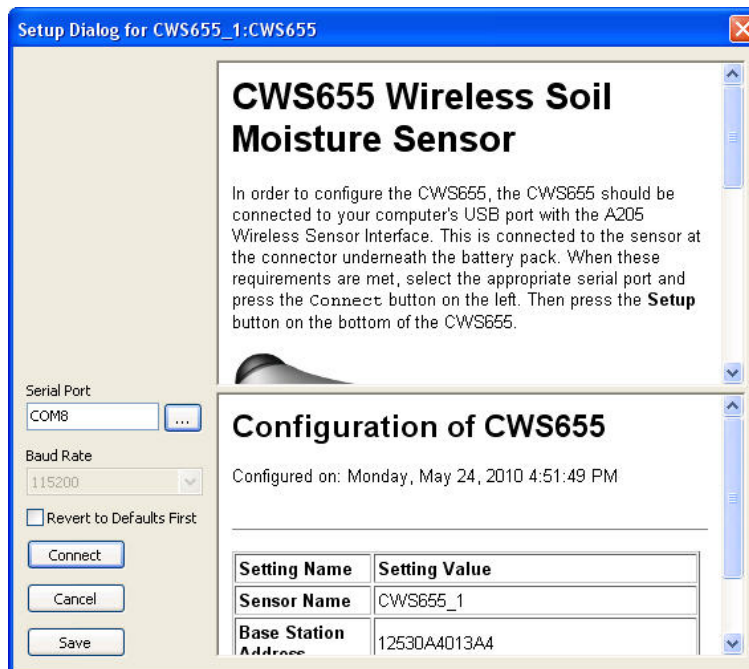 Setup Dialog for CWS655_1:CWS655
CWS655 Wireless Soil
Moisture Sensor
In order to configure the CWS655, the CWS655 should be
connected to your computer's USB port with the A205
Wireless Sensor Interface. This is connected to the sensor at
the connector underneath the battery pack. When these
requirements are met, select the appropriate serial port and
press the Connect button on the left. Then press the Setup
button on the bottom of the CWS655.
Serial Port
COM8
...
Baud Rate
115200
Revert to Defaults First
Connect
Cancel
Save
Configuration of CWS655
Configured on: Monday, May 24, 2010 4:51:49 PM
Setting Name Setting Value
Sensor Name CWS655_1
Base Station
Address 12530A4013A4